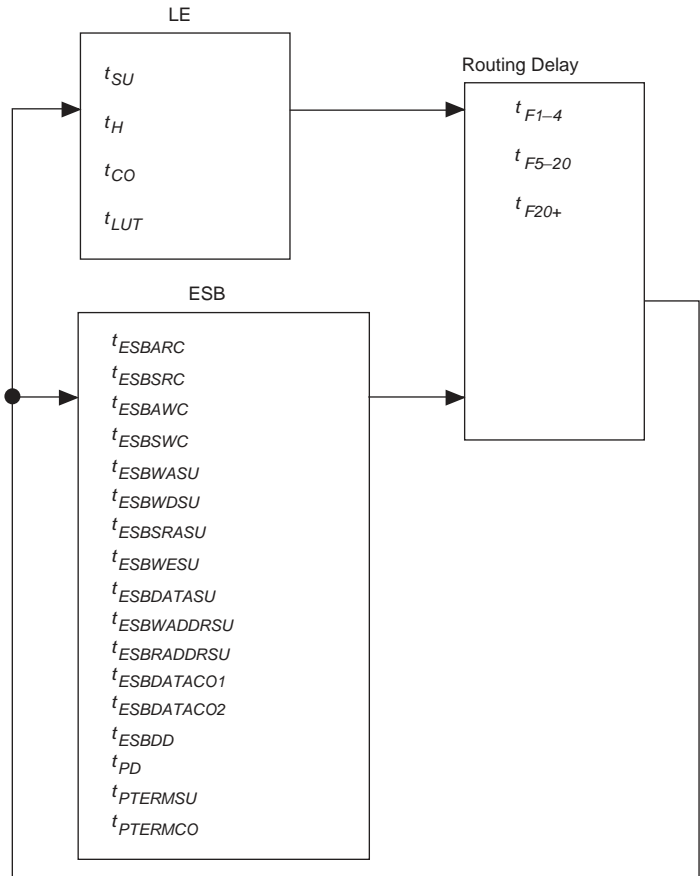 LE
tSU
tH
tCO
tLUT
Routing Delay
tF1–4
tF5–20
tF20+
ESB
tESBARC
tESBSRC
tESBAWC
tESBSWC
tESBWASU
tESBWDSU
tESBSRASU
tESBWESU
tESBDATASU
tESBWADDRSU
tESBRADDRSU
tESBDATACO1
tESBDATACO2
tESBDD
tPD
tPTERMSU
tPTERMCO